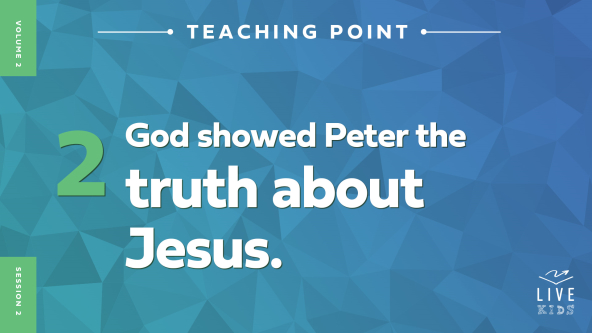 VOLUME 2
TEACHING POINT
2
God showed Peter the
truth about
Jesus.
SESSION 2
LIVE
KIDS